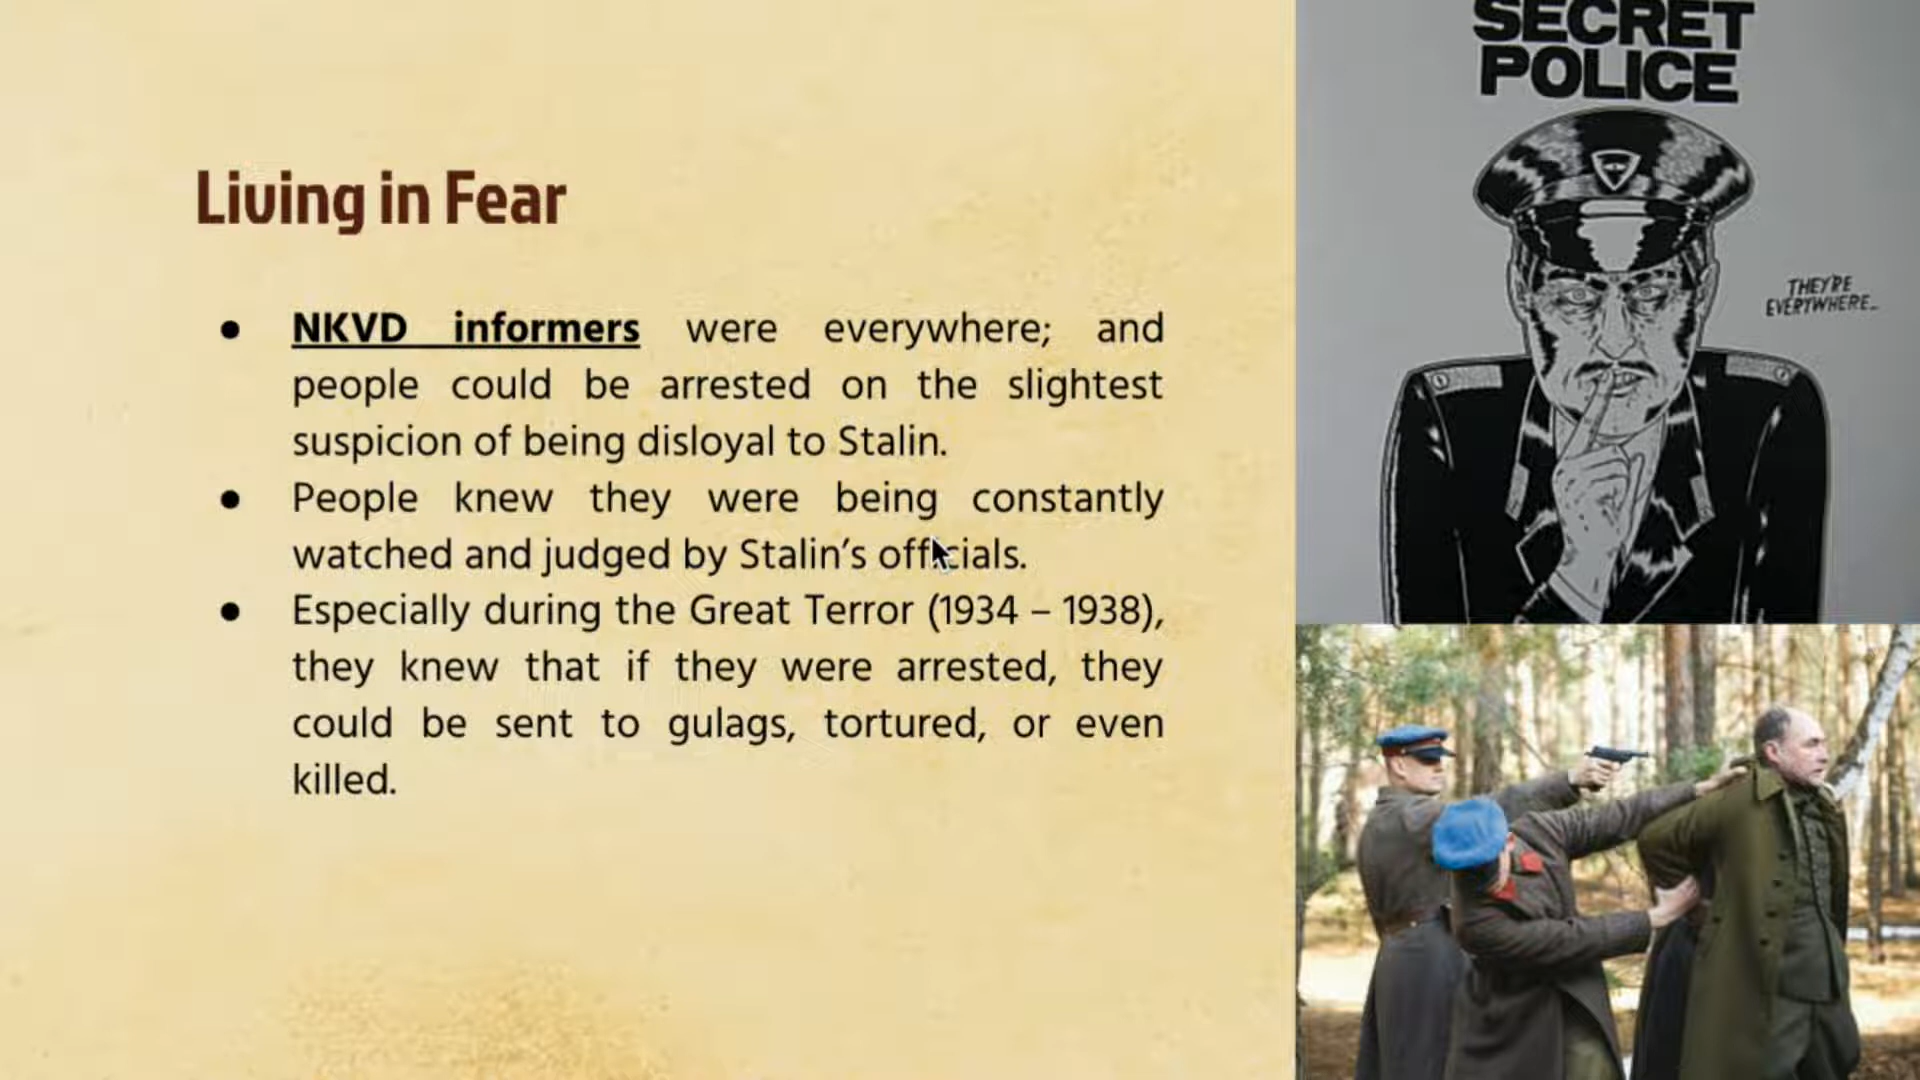 Living in Fear
● NKVD informers were everywhere; and
people could be arrested on the slightest
suspicion of being disloyal to Stalin.
● People knew they were being constantly
watched and judged by Stalin’s officials.
● Especially during the Great Terror (1934 – 1938),
they knew that if they were arrested, they
could be sent to gulags, tortured, or even
killed.
SECRET
POLICE
THEY'RE
EVERYWHERE...